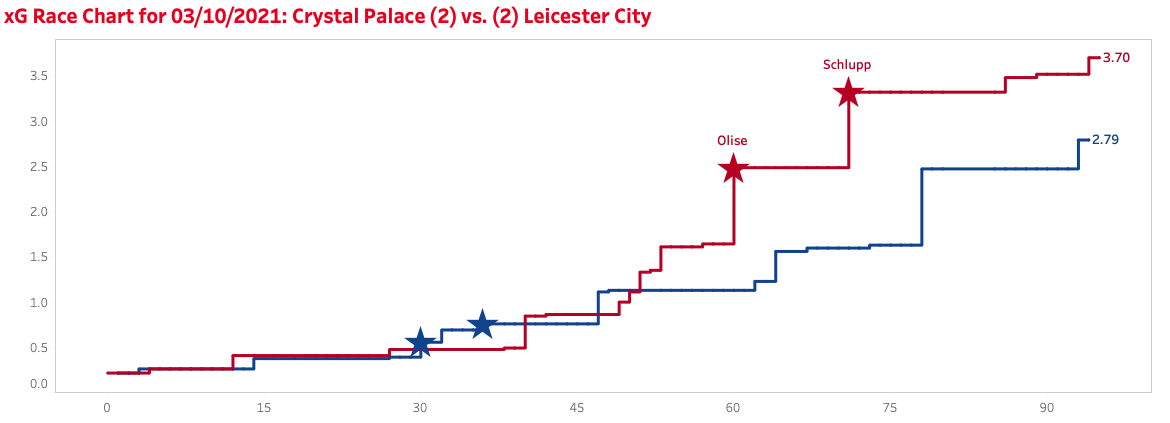 xG Race Chart for 03/10/2021: Crystal Palace (2) vs. (2) Leicester City
3.70
Schlupp
3.5
3.0
2.79
Olise
2.5
2.0
1.5
1.0
0.5
0.0
0 15 30 45 60 75 90